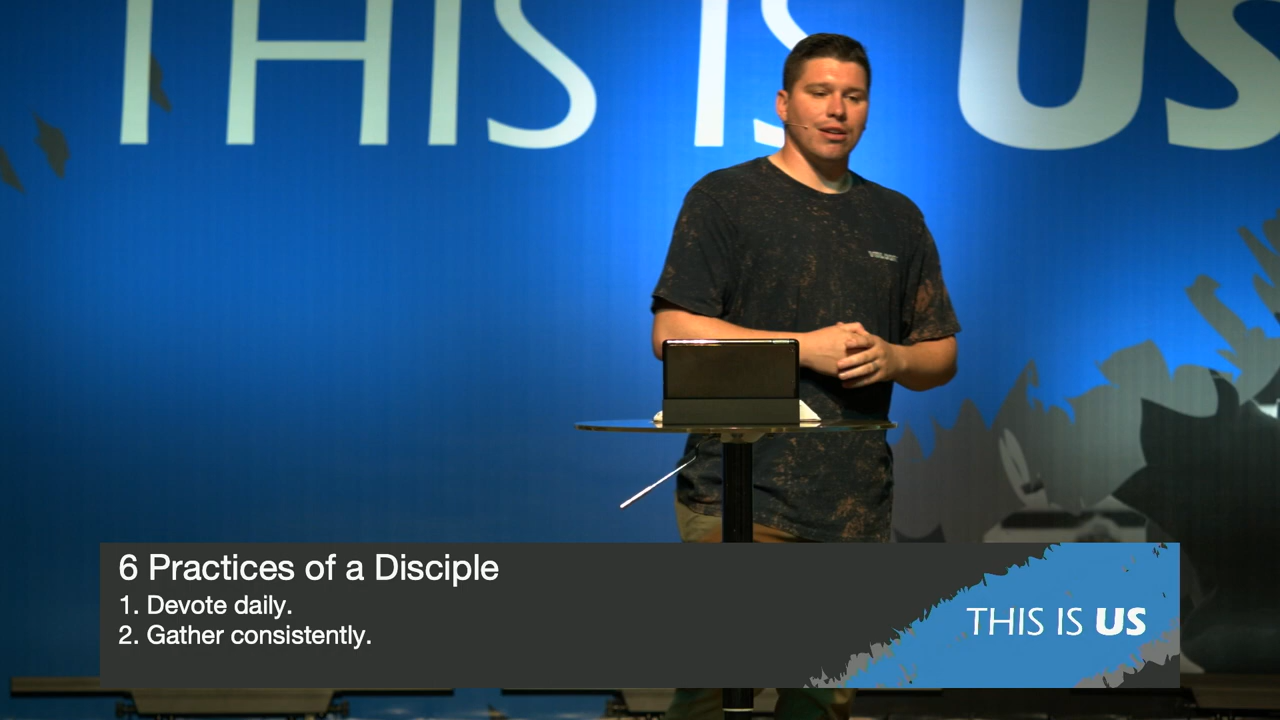 THIS IS US
6 Practices of a Disciple
1. Devote daily.
2. Gather consistently.
THIS IS US